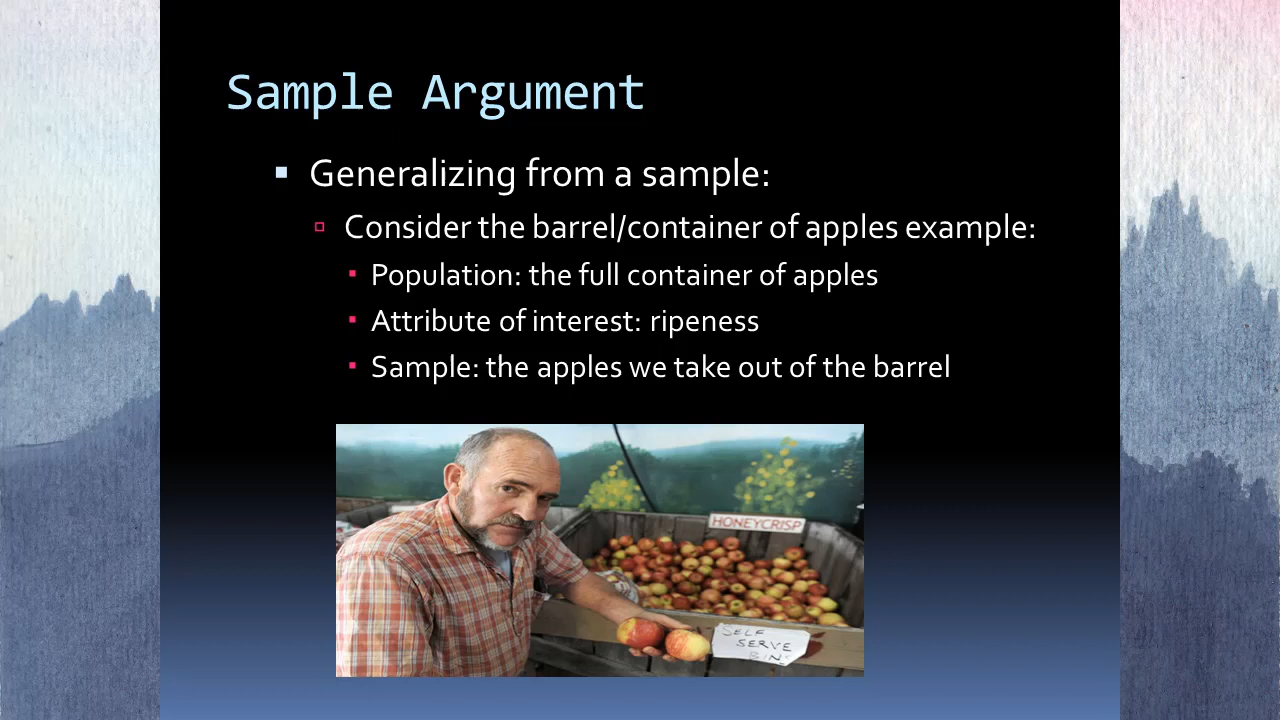 Sample Argument
Generalizing from a sample:
Consider the barrel/container of apples example:
Population: the full container of apples
Attribute of interest: ripeness
Sample: the apples we take out of the barrel
HONEYCRISP
SELF
SERVE
BIN